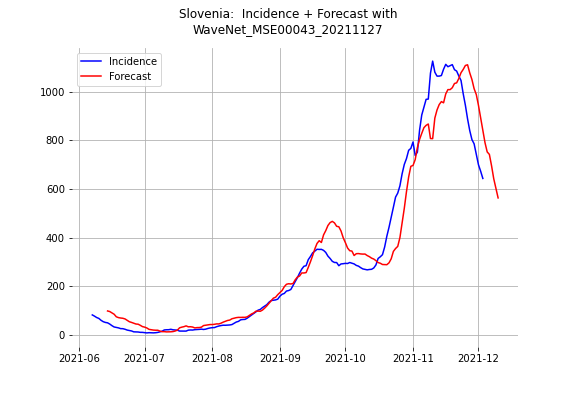 Slovenia:  Incidence + Forecast with
WaveNet_MSE00043_20211127
Incidence
Forecast
1000
800
600
400
200
0
2021-06 2021-07 2021-08 2021-09 2021-10 2021-11 2021-12